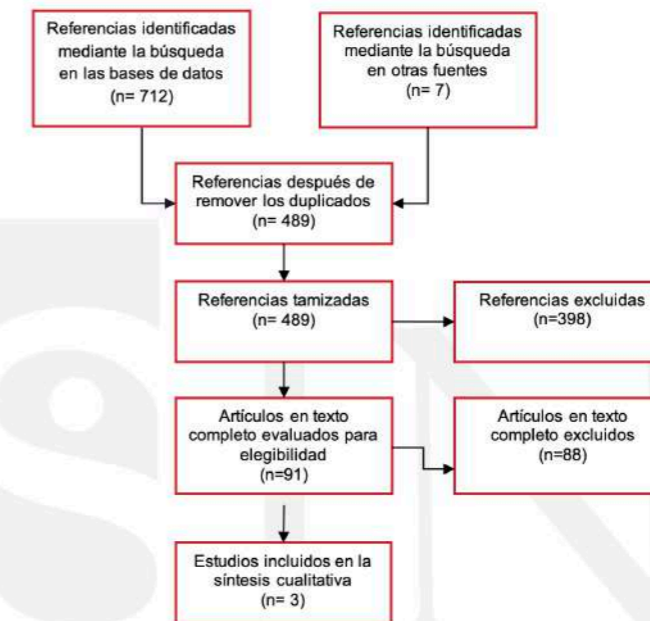 Referencias identificadas
mediante la búsqueda
en las bases de datos
(n= 712)
Referencias identificadas
mediante la búsqueda
en otras fuentes
(n= 7)
Referencias después de
remover los duplicados
(n= 489)
Referencias tamizadas
(n= 489)
Referencias excluidas
(n=398)
Artículos en texto
completo evaluados para
elegibilidad
(n=91)
Artículos en texto
completo excluidos
(n=88)
Estudios incluidos en la
síntesis cualitativa
(n= 3)